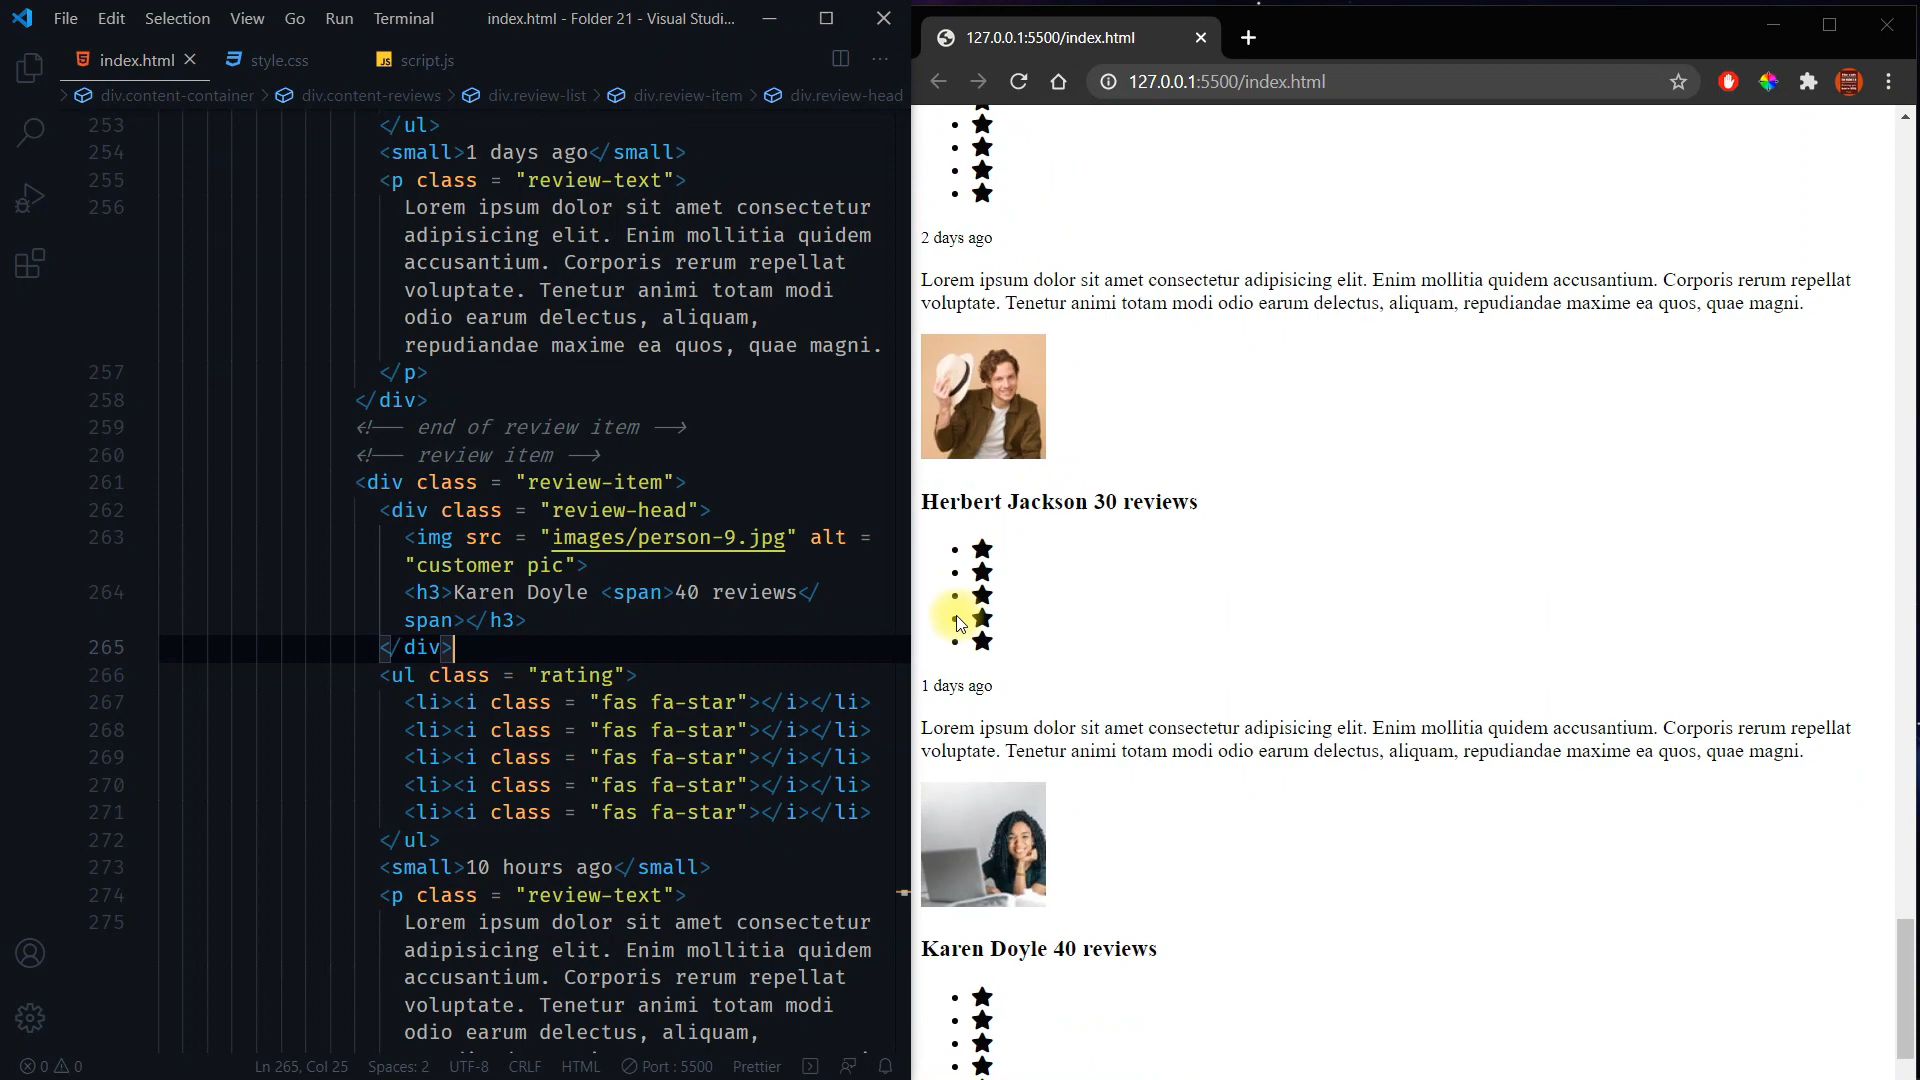 File Edit Selection View Go Run Terminal
index.html - Folder 21 - Visual Studi...
index.html
style.css
JS script.js
div.content-container > div.content-reviews > div.review-list > div.review-item > div.review-head
253 </ul>
254 <small>1 days ago</small>
255 <p class = "review-text">
256 Lorem ipsum dolor sit amet consectetur
adipisicing elit. Enim mollitia quidem
accusantium. Corporis rerum repellat
voluptate. Tenetur animi totam modi
odio earum delectus, aliquam,
repudiandae maxime ea quos, quae magni.
257 </p>
258 </div>
259 <!-- end of review item -->
260 <!-- review item -->
261 <div class = "review-item">
262 <div class = "review-head">
263 <img src = "images/person-9.jpg" alt =
"customer pic">
264 <h3>Karen Doyle <span>40 reviews</
span></h3>
265 </div>
266 <ul class = "rating">
267 <li><i class = "fas fa-star"></i></li>
268 <li><i class = "fas fa-star"></i></li>
269 <li><i class = "fas fa-star"></i></li>
270 <li><i class = "fas fa-star"></i></li>
271 <li><i class = "fas fa-star"></i></li>
272 </ul>
273 <small>10 hours ago</small>
274 <p class = "review-text">
275 Lorem ipsum dolor sit amet consectetur
adipisicing elit. Enim mollitia quidem
accusantium. Corporis rerum repellat
voluptate. Tenetur animi totam modi
odio earum delectus, aliquam,
0 0 Ln 265, Col 25 Spaces: 2 UTF-8 CRLF HTML Port : 5500 Prettier
127.0.0.1:5500/index.html
127.0.0.1:5500/index.html
2 days ago
Lorem ipsum dolor sit amet consectetur adipisicing elit. Enim mollitia quidem accusantium. Corporis rerum repellat
voluptate. Tenetur animi totam modi odio earum delectus, aliquam, repudiandae maxime ea quos, quae magni.
Herbert Jackson 30 reviews
1 days ago
Lorem ipsum dolor sit amet consectetur adipisicing elit. Enim mollitia quidem accusantium. Corporis rerum repellat
voluptate. Tenetur animi totam modi odio earum delectus, aliquam, repudiandae maxime ea quos, quae magni.
Karen Doyle 40 reviews